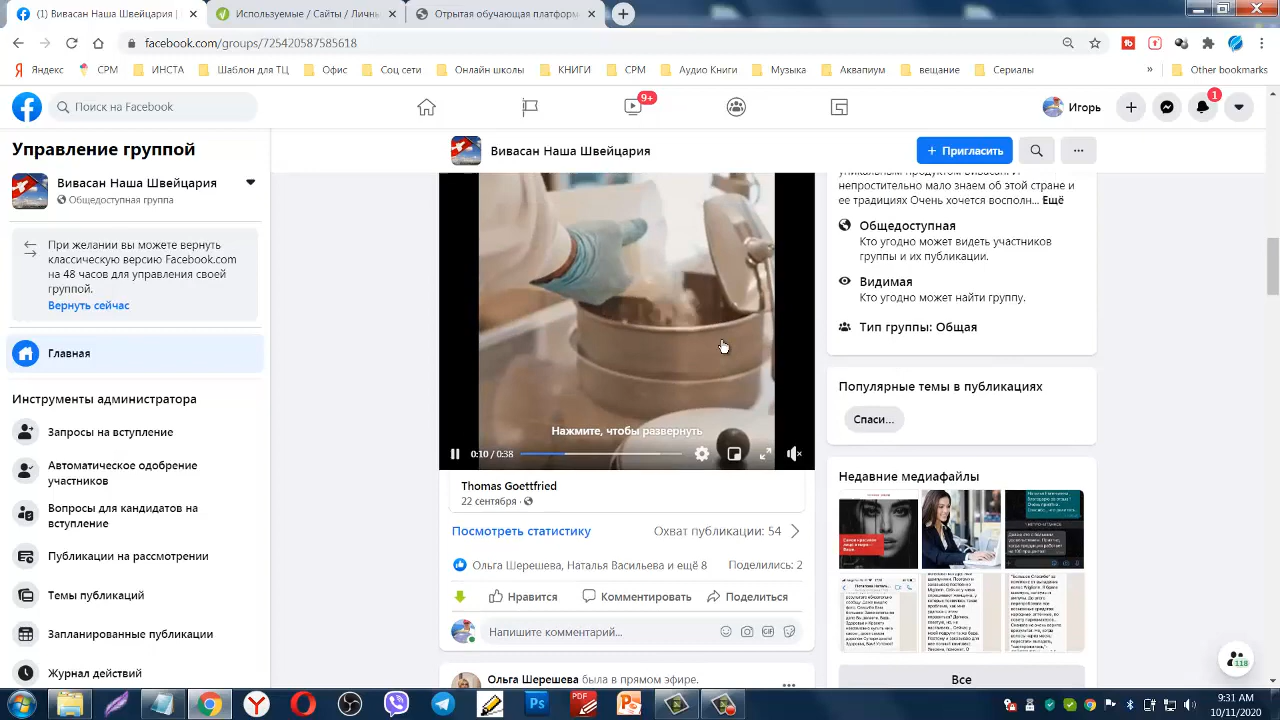 (1) Вивасан Наша Швейцария
Используемые / Сайты / Личнь
facebook.com/groups/725420587585618
Яндекс
СРМ
ИНСТА
Шаблон для ТЦ
Офис
Соц сети
Онлайн школы
КНИГИ
СРМ
Аудио Книги
Музыка
Аквапиум
вещание
Сериалы
»
Other bookmarks
Поиск на Facebook
9+
Игорь
1
Управление группой
Вивасан Наша Швейцария
Общедоступная группа
При желании вы можете вернуть
классическую версию Facebook.com
на 48 часов для управления своей
группой.
Вернуть сейчас
Главная
Инструменты администратора
Запросы на вступление
Автоматическое одобрение
участников
Вопросы для кандидатов на
вступление
Публикации на рассмотрении
Темы публикаций
Запланированные публикации
Журнал действий
Вивасан Наша Швейцария
+ Пригласить
Нажмите, чтобы развернуть
0:10 / 0:38
Thomas Goettfried
22 сентября ·
Посмотреть статистику
Охват публикации:
Ольга Шерешева, Наталья Васильева и ещё 8
Поделились: 2
Нравится
Комментировать
Поделиться
Напишите комментарий...
Ольга Шерешева была в прямом эфире.
непростительно мало знаем об этой стране и
ее традициях Очень хочется восполн... Ещё
Общедоступная
Кто угодно может видеть участников
группы и их публикации.
Видимая
Кто угодно может найти группу.
Тип группы: Общая
Популярные темы в публикациях
Спаси...
Недавние медиафайлы
Все
118
9:31 AM
10/11/2020